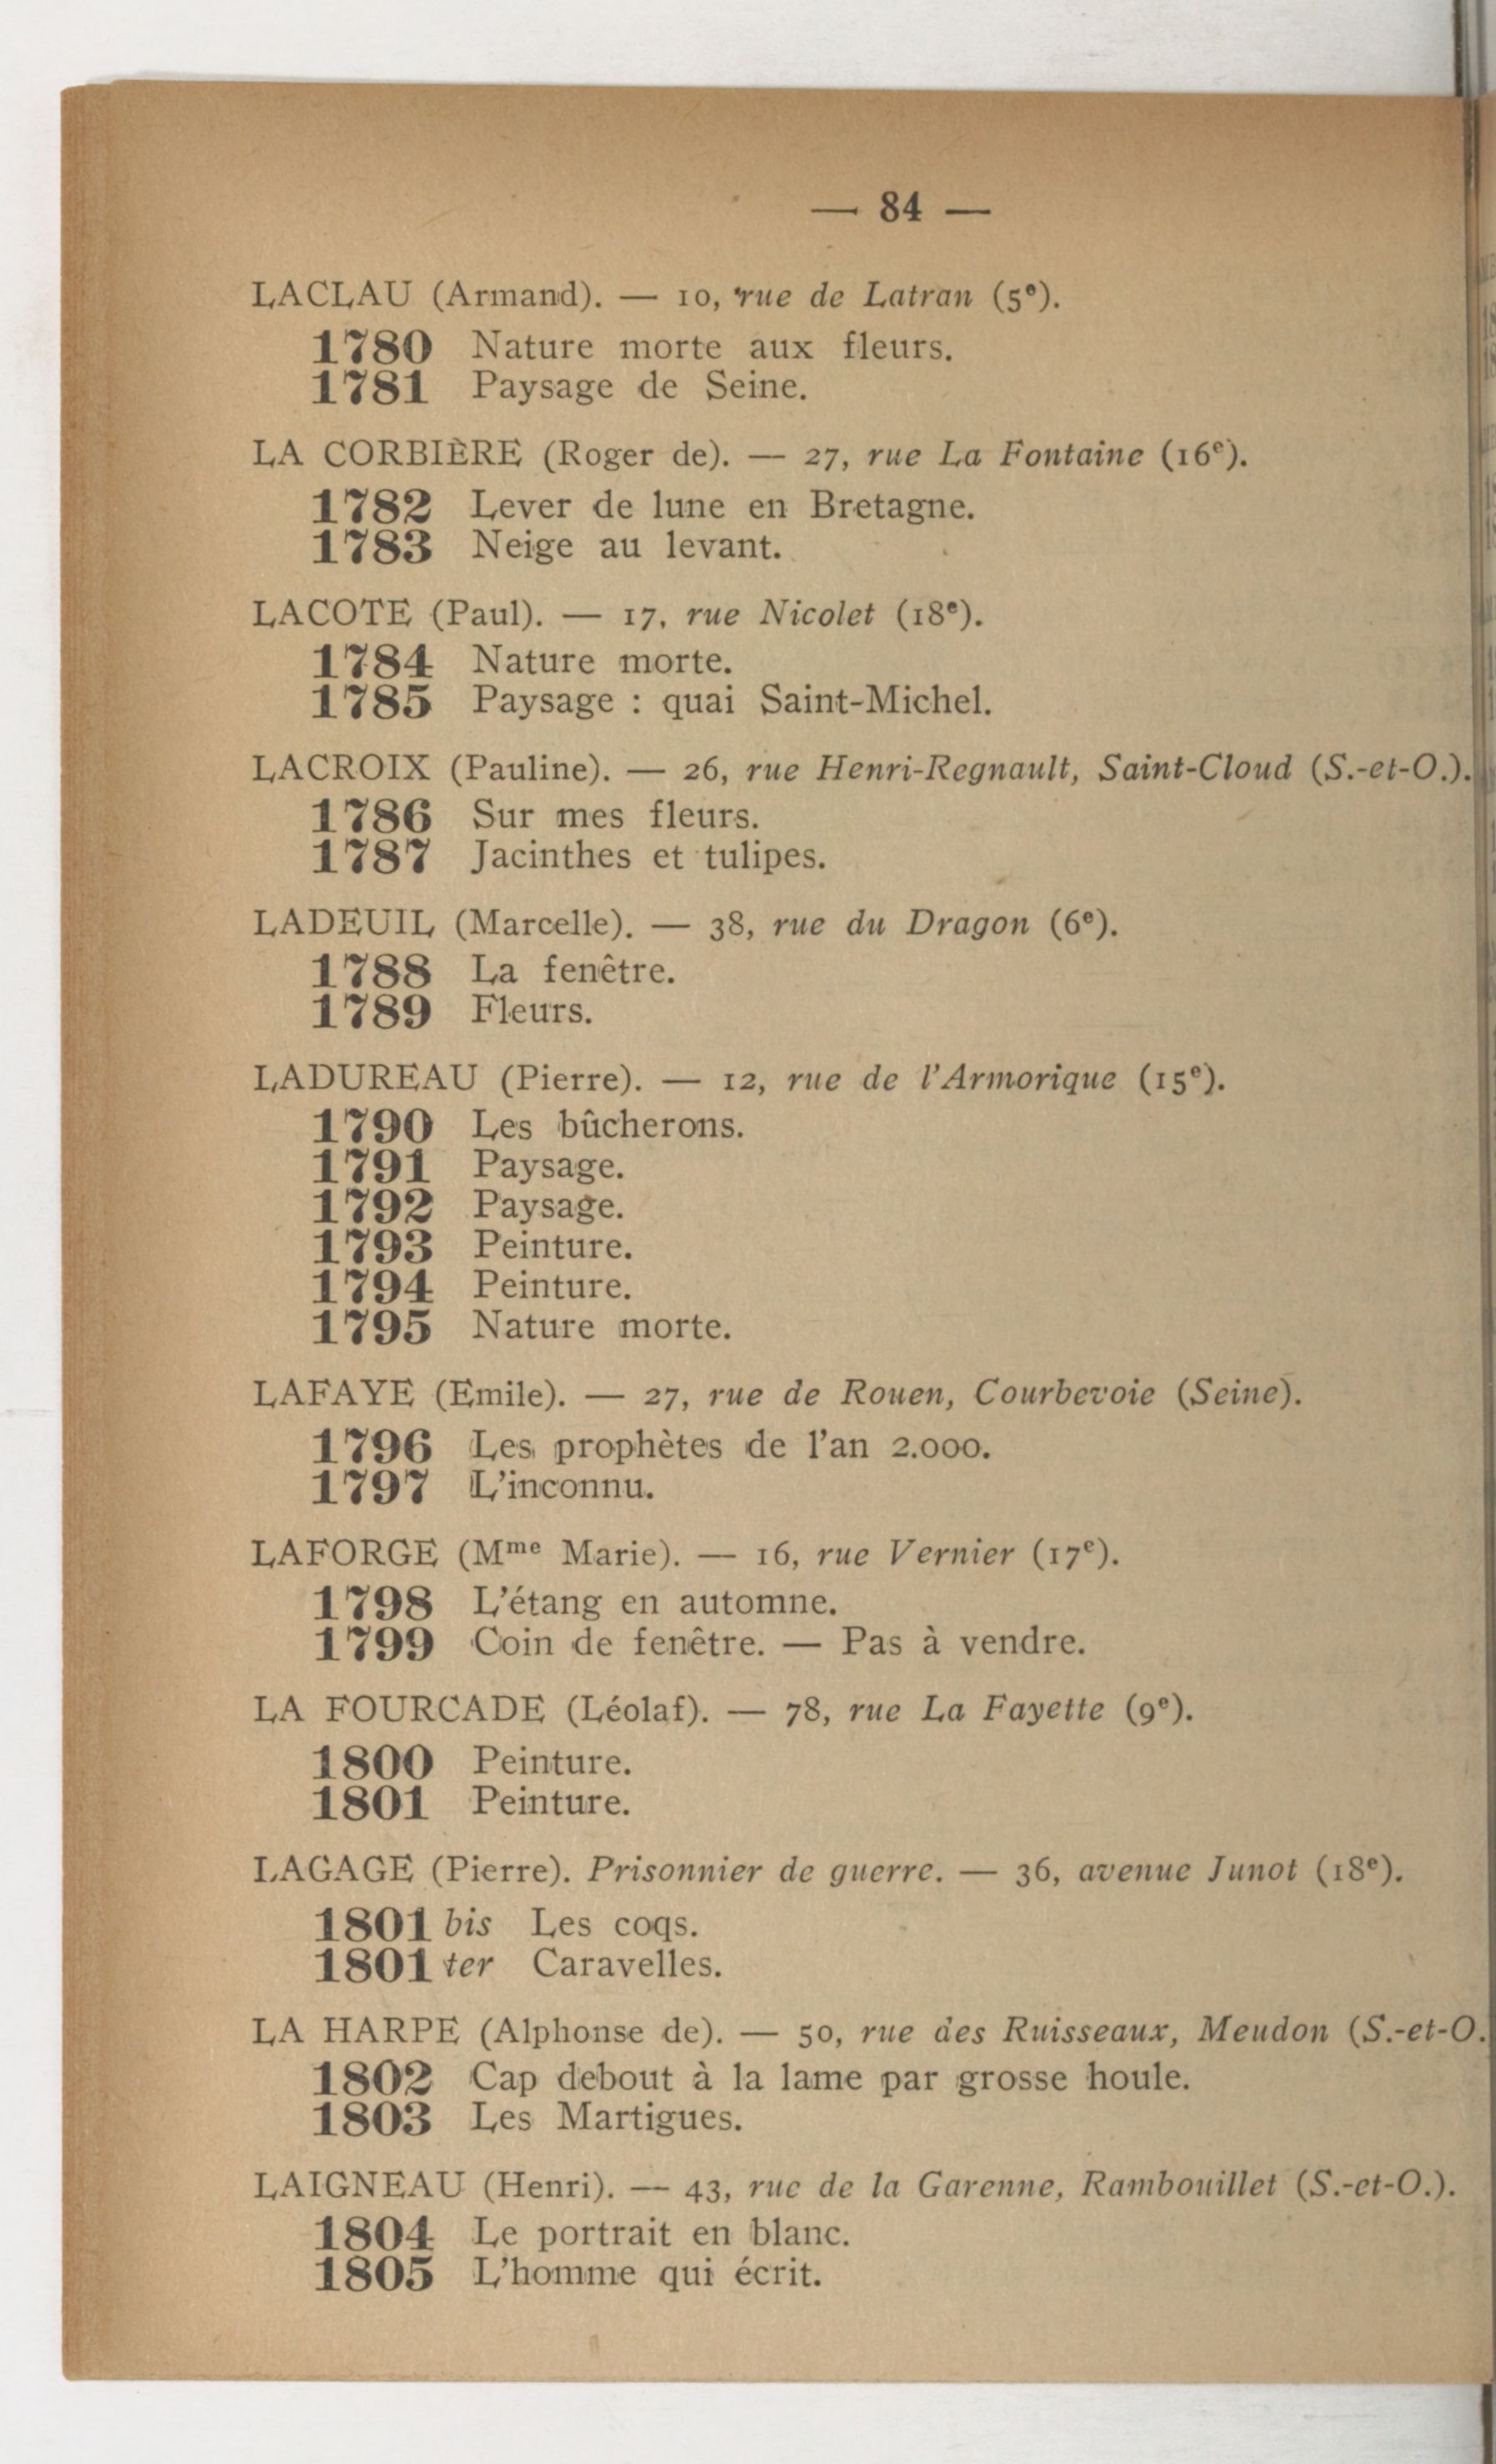 — 84 —
LACLAU (Armand). — 10, rue de Latran (5e).
1780 Nature morte aux fleurs.
1781 Paysage de Seine.
LA CORBIÈRE (Roger de). — 27, rue La Fontaine (16e).
1782 Lever de lune en Bretagne.
1783 Neige au levant.
LACOTE (Paul). — 17, rue Nicolet (18e).
1784 Nature morte.
1785 Paysage : quai Saint-Michel.
LACROIX (Pauline). — 26, rue Henri-Regnault, Saint-Cloud (S.-et-O.).
1786 Sur mes fleurs.
1787 Jacinthes et tulipes.
LADEUIL (Marcelle). — 38, rue du Dragon (6e).
1788 La fenêtre.
1789 Fleurs.
LADUREAU (Pierre). — 12, rue de l'Armorique (15e).
1790 Les bûcherons.
1791 Paysage.
1792 Paysage.
1793 Peinture.
1794 Peinture.
1795 Nature morte.
LAFAYE (Emile). — 27, rue de Rouen, Courbevoie (Seine).
1796 Les prophètes de l'an 2.000.
1797 L'inconnu.
LAFORGE (Mme Marie). — 16, rue Vernier (17e).
1798 L'étang en automne.
1799 Coin de fenêtre. — Pas à vendre.
LA FOURCADE (Léolaf). — 78, rue La Fayette (9e).
1800 Peinture.
1801 Peinture.
LAGAGE (Pierre). Prisonnier de guerre. — 36, avenue Junot (18e).
1801 bis Les coqs.
1801 ter Caravelles.
LA HARPE (Alphonse de). — 50, rue des Ruisseaux, Meudon (S.-et-O.
1802 Cap debout à la lame par grosse houle.
1803 Les Martigues.
LAIGNEAU (Henri). — 43, rue de la Garenne, Rambouillet (S.-et-O.).
1804 Le portrait en blanc.
1805 L'homme qui écrit.